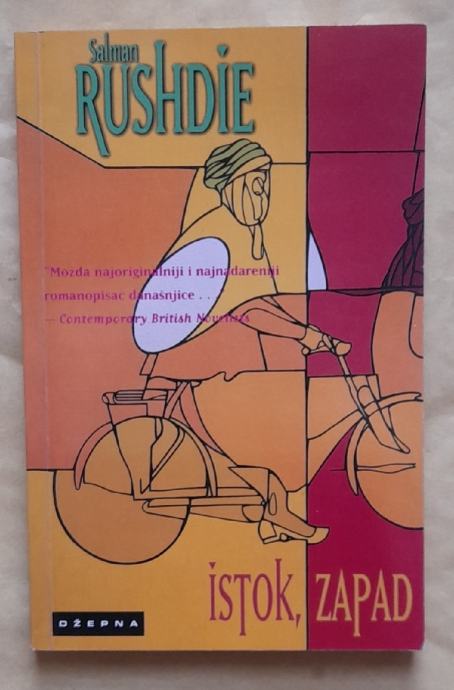 Salman
RUSHDIE
"Možda najoriginalniji i najnadareniji
romanopisac današnjice . . .
— Contemporary British Novelists
istok, ZAPAD
DŽEPNA